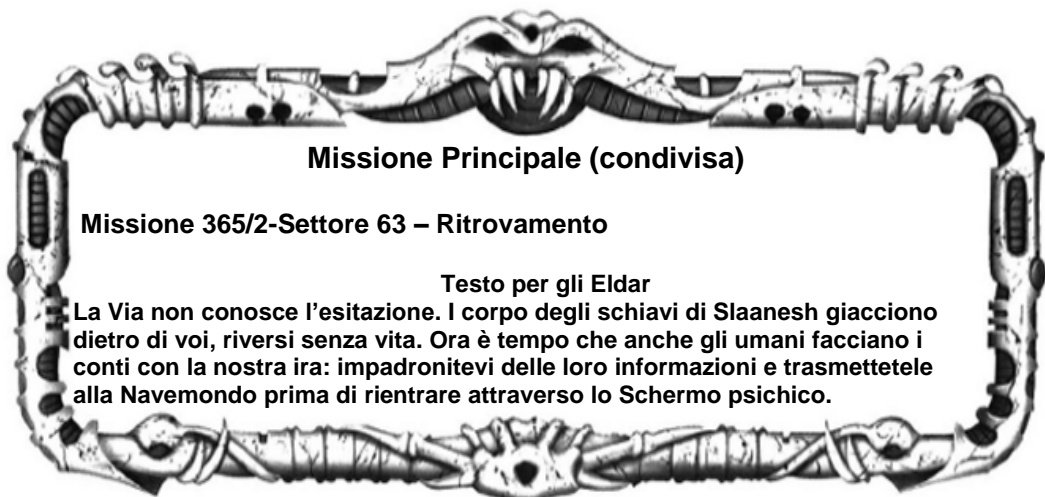 Missione Principale (condivisa)
Missione 365/2-Settore 63 – Ritrovamento
Testo per gli Eldar
La Via non conosce l’esitazione. I corpo degli schiavi di Slaanesh giacciono
dietro di voi, riversi senza vita. Ora è tempo che anche gli umani facciano i
conti con la nostra ira: impadronitevi delle loro informazioni e trasmettetele
alla Navemondo prima di rientrare attraverso lo Schermo psichico.